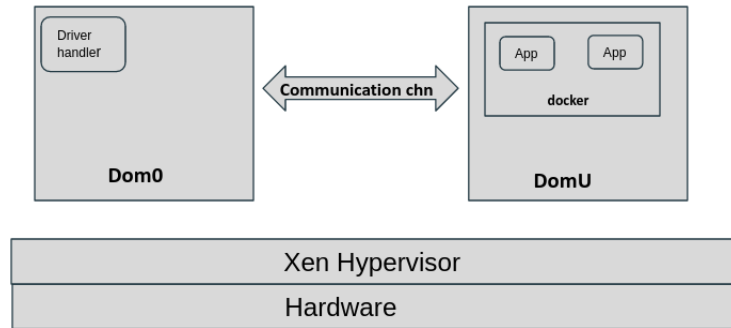 Driver
handler
Dom0
Communication chn
App
App
docker
DomU
Xen Hypervisor
Hardware